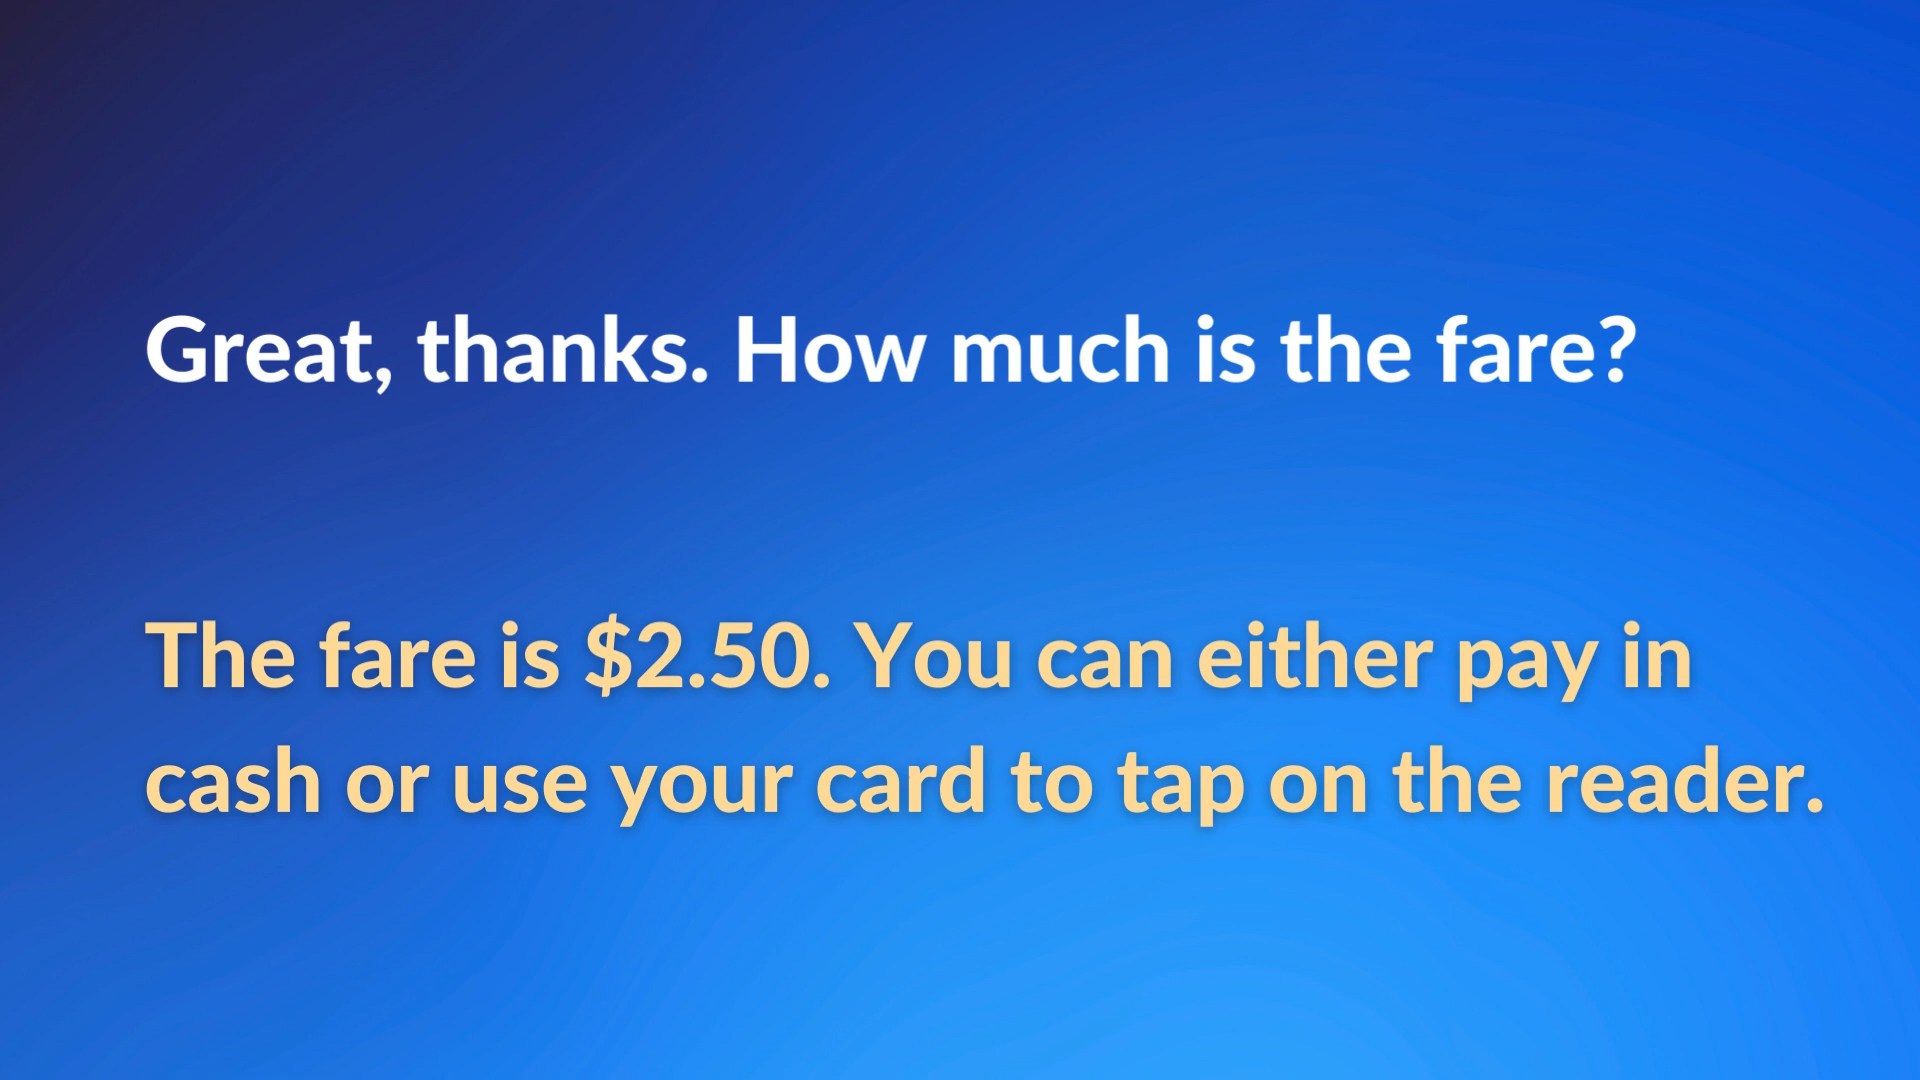 Great, thanks. How much is the fare?
The fare is $2.50. You can either pay in
cash or use your card to tap on the reader.